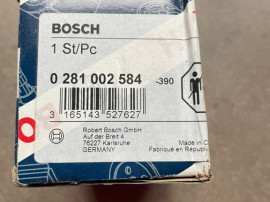 BOSCH
1 St/Pc
0 281 002 584 -390
3 165143 527627
Robert Bosch GmbH
Auf der Breit 4
76227 Karlsruhe
GERMANY
Made in
Fabriqué en République